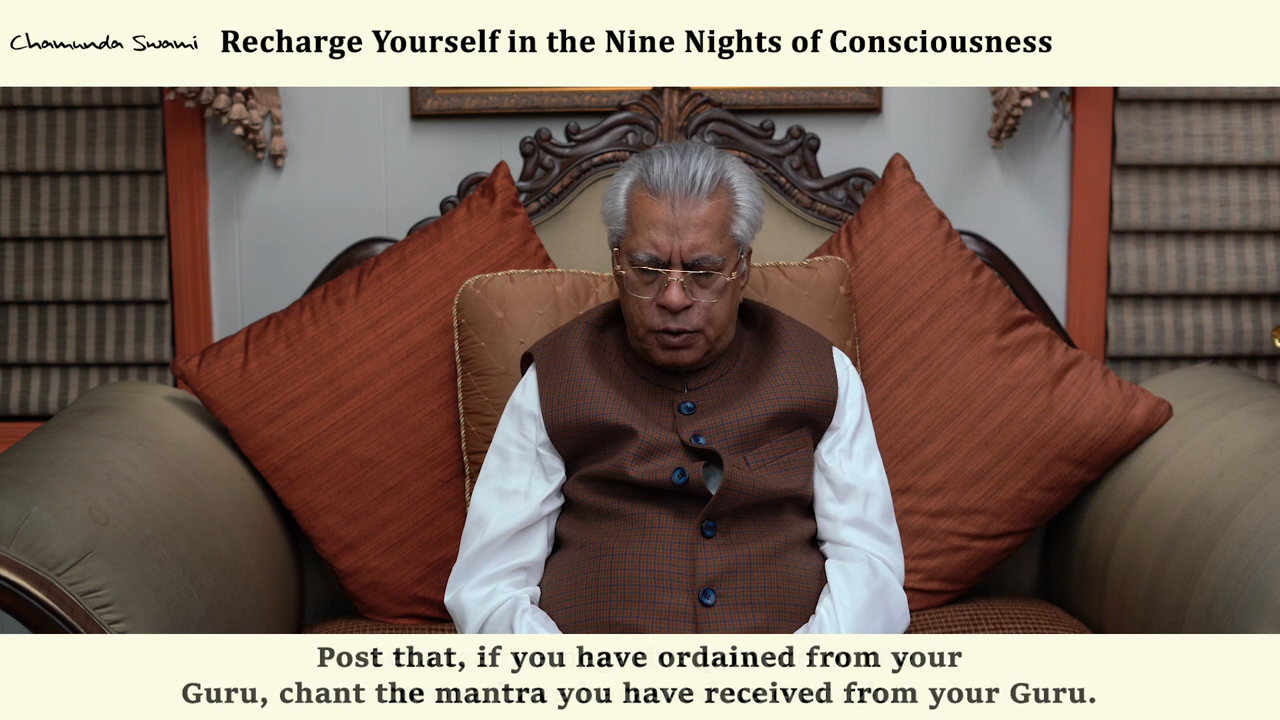 Chamunda Swami Recharge Yourself in the Nine Nights of Consciousness
Post that, if you have ordained from your
Guru, chant the mantra you have received from your Guru.